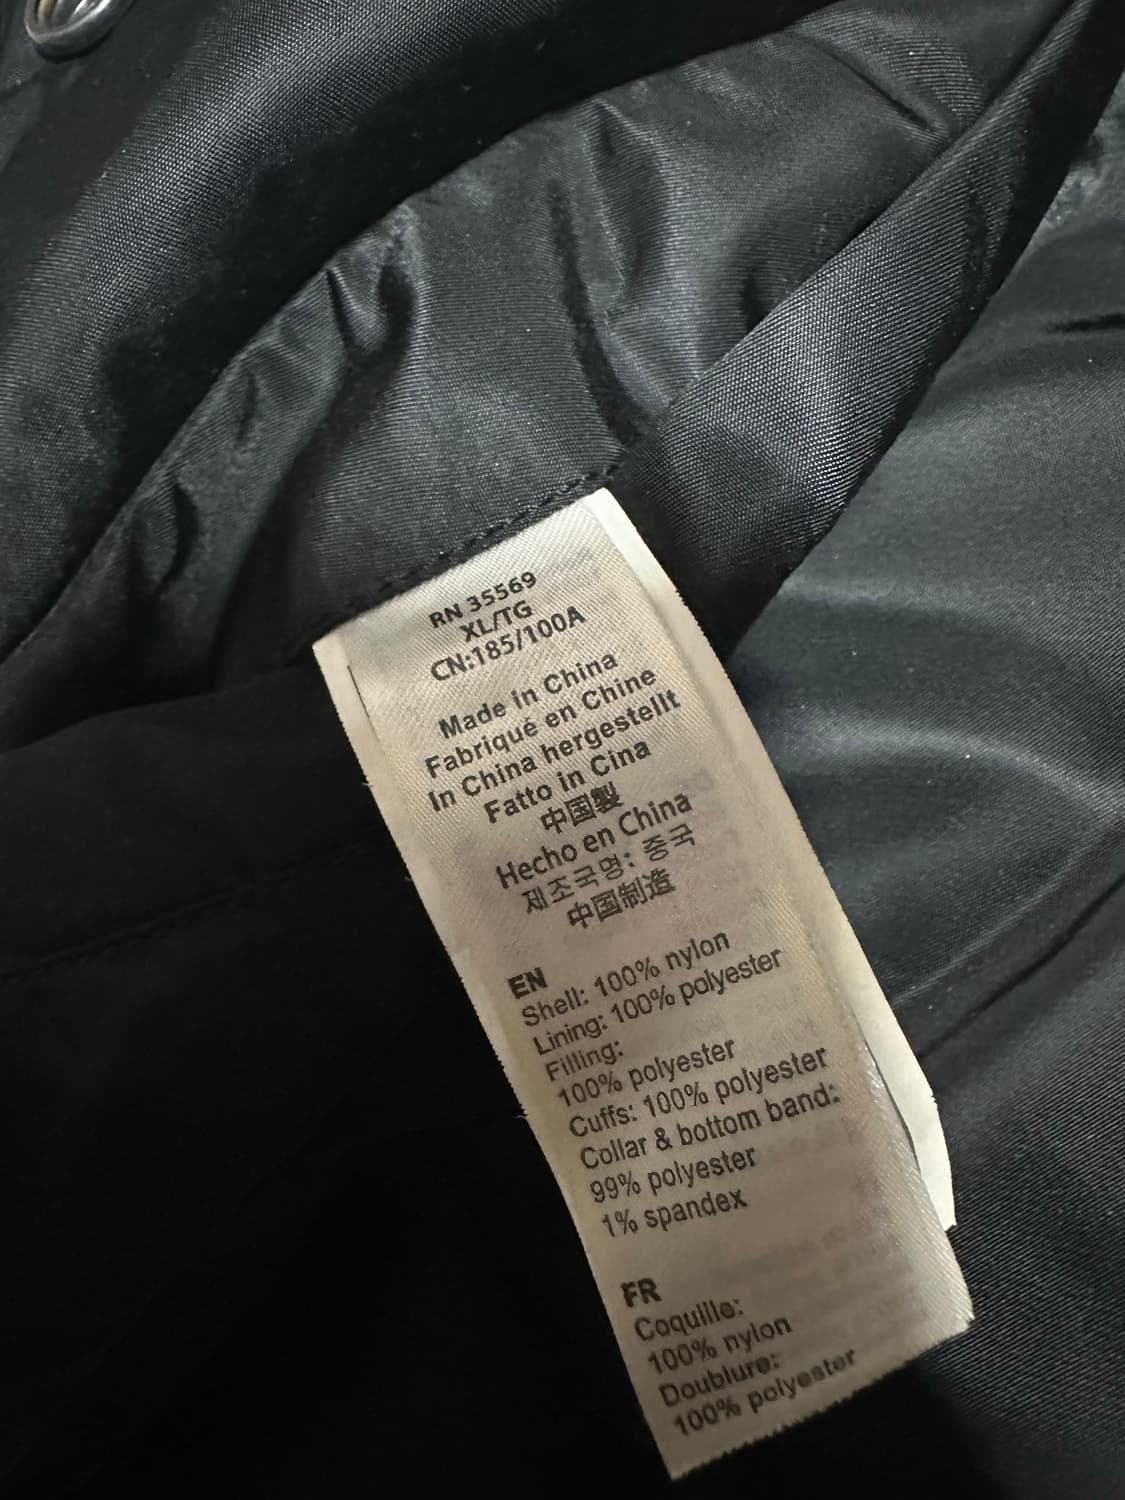 RN 35569
XL/TG
CN:185/100A
Made in China
Fabriqué en Chine
In China hergestellt
Fatto in Cina
中国製
Hecho en China
제조국명: 중국
中国制造
EN
Shell: 100% nylon
Lining: 100% polyester
Filling:
100% polyester
Cuffs: 100% polyester
Collar & bottom band:
99% polyester
1% spandex
FR
Coquille:
100% nylon
Doublure:
100% polyester